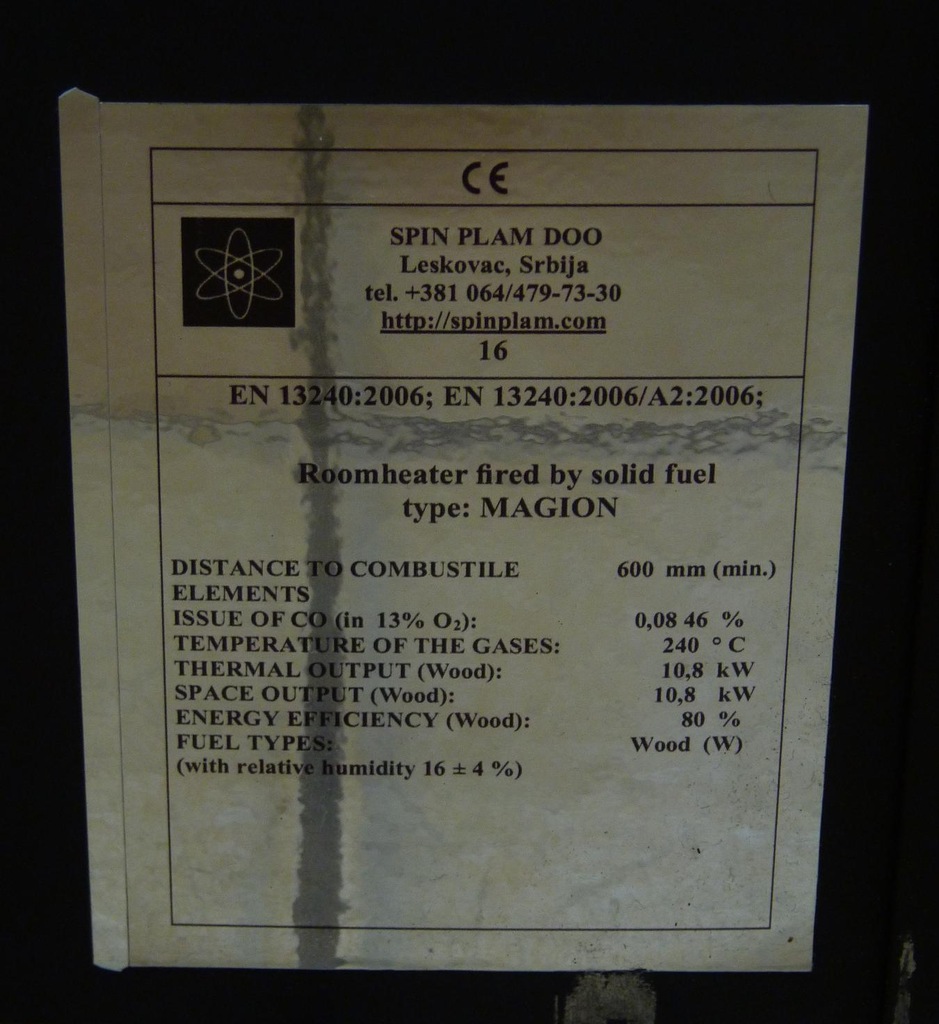 CE
SPIN PLAM DOO
Leskovac, Srbija
tel. +381 064/479-73-30
http://spinplam.com
16
EN 13240:2006; EN 13240:2006/A2:2006;
Roomheater fired by solid fuel
type: MAGION
DISTANCE TO COMBUSTILE 600 mm (min.)
ELEMENTS
ISSUE OF CO (in 13% O₂): 0,08 46 %
TEMPERATURE OF THE GASES: 240 ° C
THERMAL OUTPUT (Wood): 10,8 kW
SPACE OUTPUT (Wood): 10,8 kW
ENERGY EFFICIENCY (Wood): 80 %
FUEL TYPES: Wood (W)
(with relative humidity 16 ± 4 %)